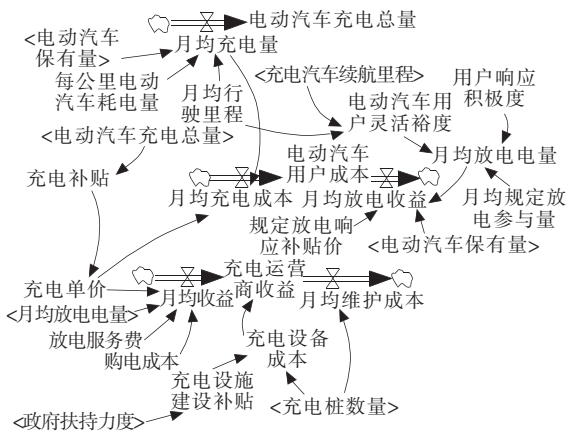 电动汽车充电总量
<电动汽车
保有量>
月均充电量
每公里电动
汽车耗电量
月均行
驶里程
<充电汽车续航里程>
用户响应
积极度
电动汽车用
户灵活裕度
<电动汽车充电总量>
月均放电电量
充电补贴
电动汽车
用户成本
月均充电成本
月均放电收益
月均规定放
电参与量
规定放电响
应补贴价
<电动汽车保有量>
充电单价
充电运营
商收益
月均收益
月均维护成本
<月均放电电量>
放电服务费
购电成本
充电设备
成本
充电设施
建设补贴
<充电桩数量>
<政府扶持力度>